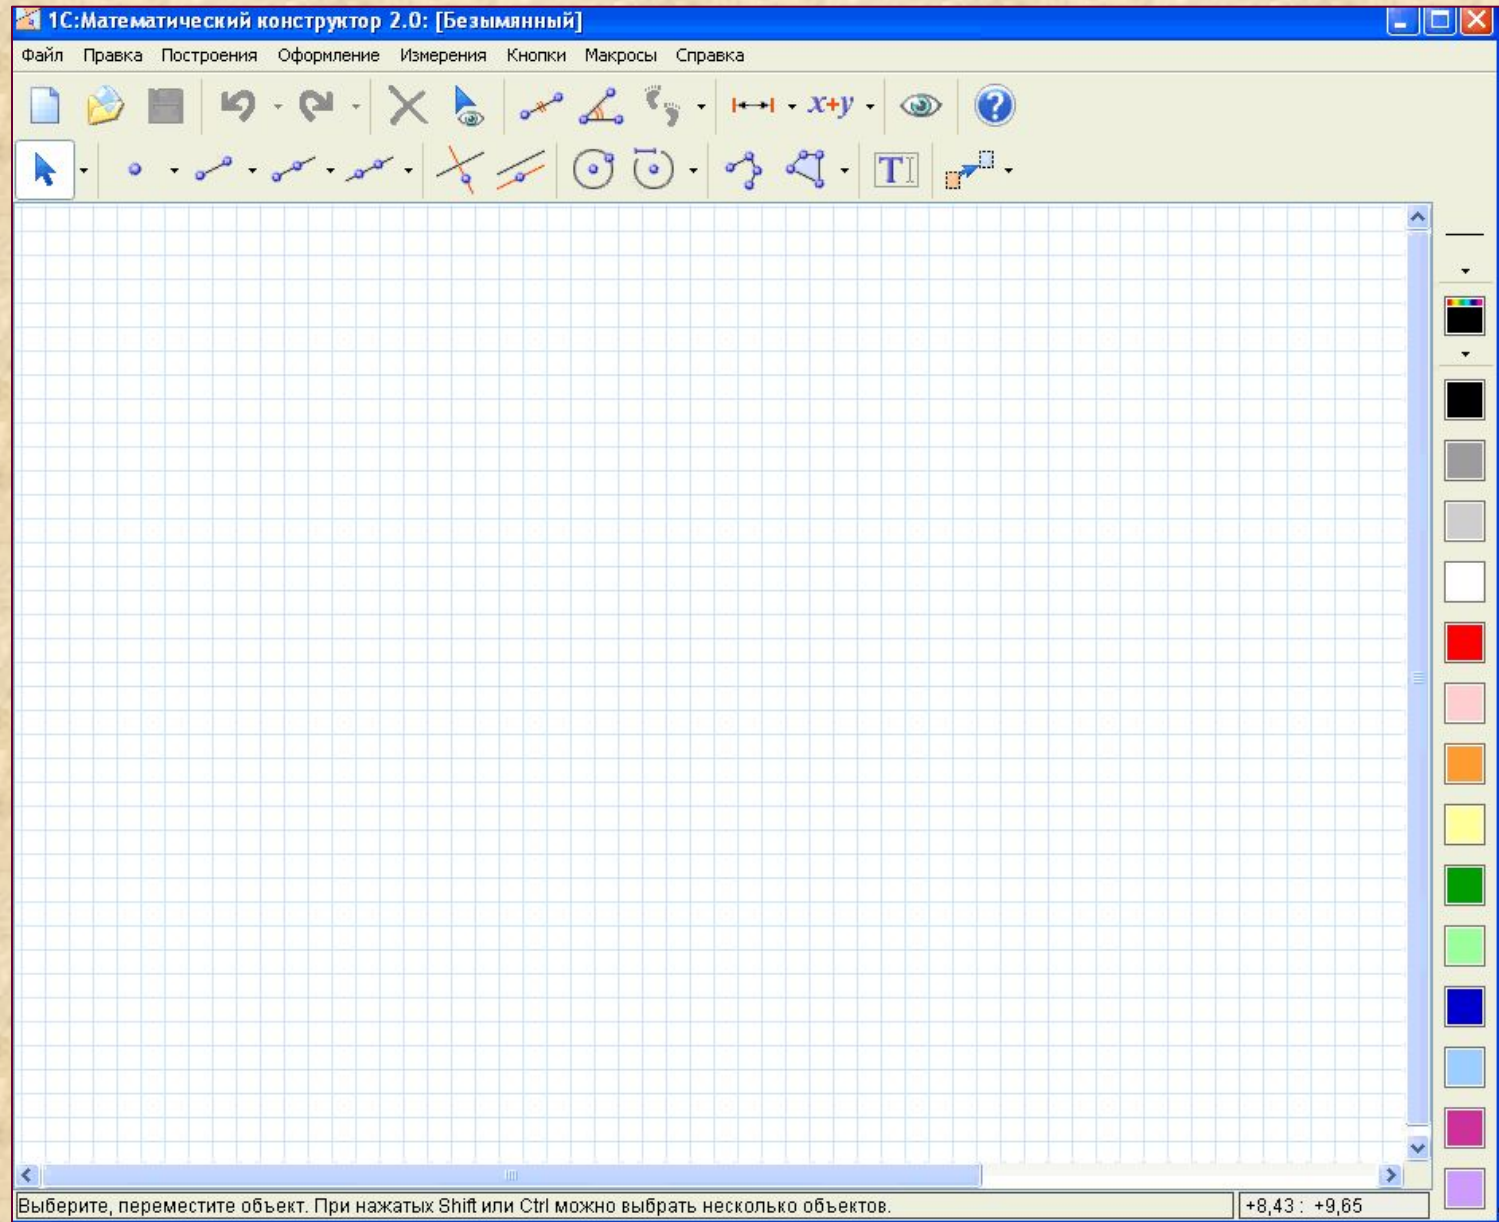 1С:Математический конструктор 2.0: [Безымянный]
Файл Правка Построения Оформление Измерения Кнопки Макросы Справка
x+y
T
Выберите, переместите объект. При нажатых Shift или Ctrl можно выбрать несколько объектов. +8,43 : +9,65